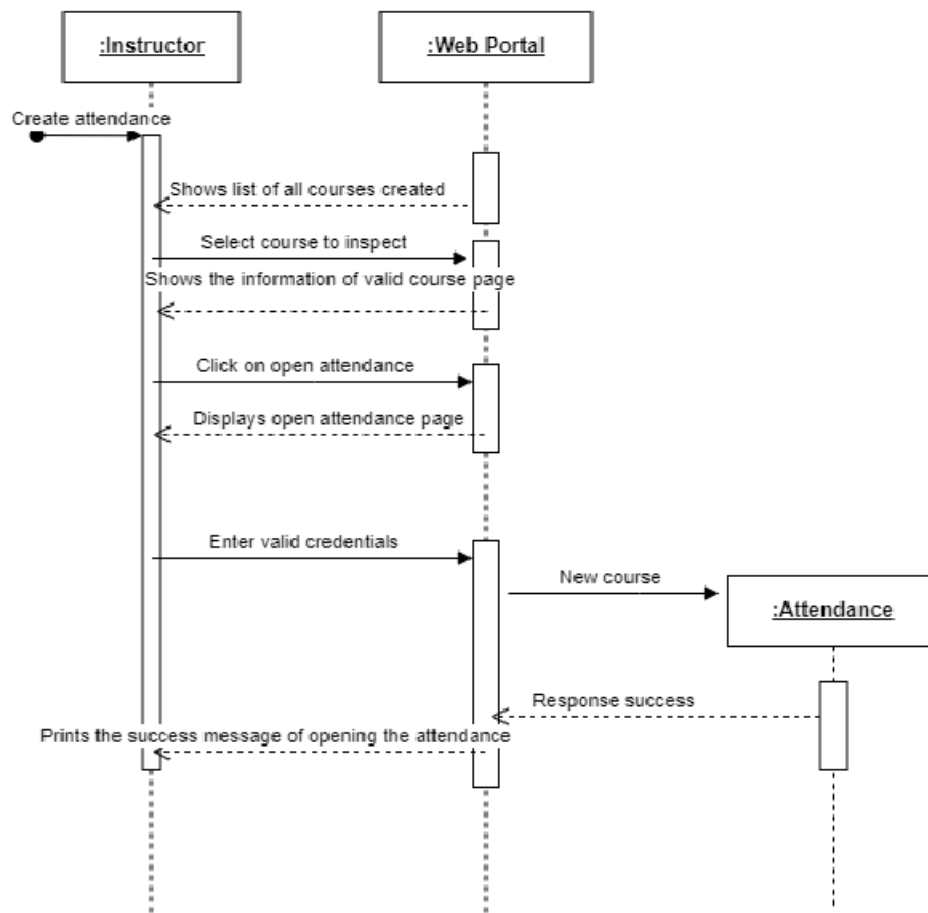 :Instructor
:Web Portal
Create attendance
Shows list of all courses created
Select course to inspect
Shows the information of valid course page
Click on open attendance
Displays open attendance page
Enter valid credentials
New course
:Attendance
Response success
Prints the success message of opening the attendance